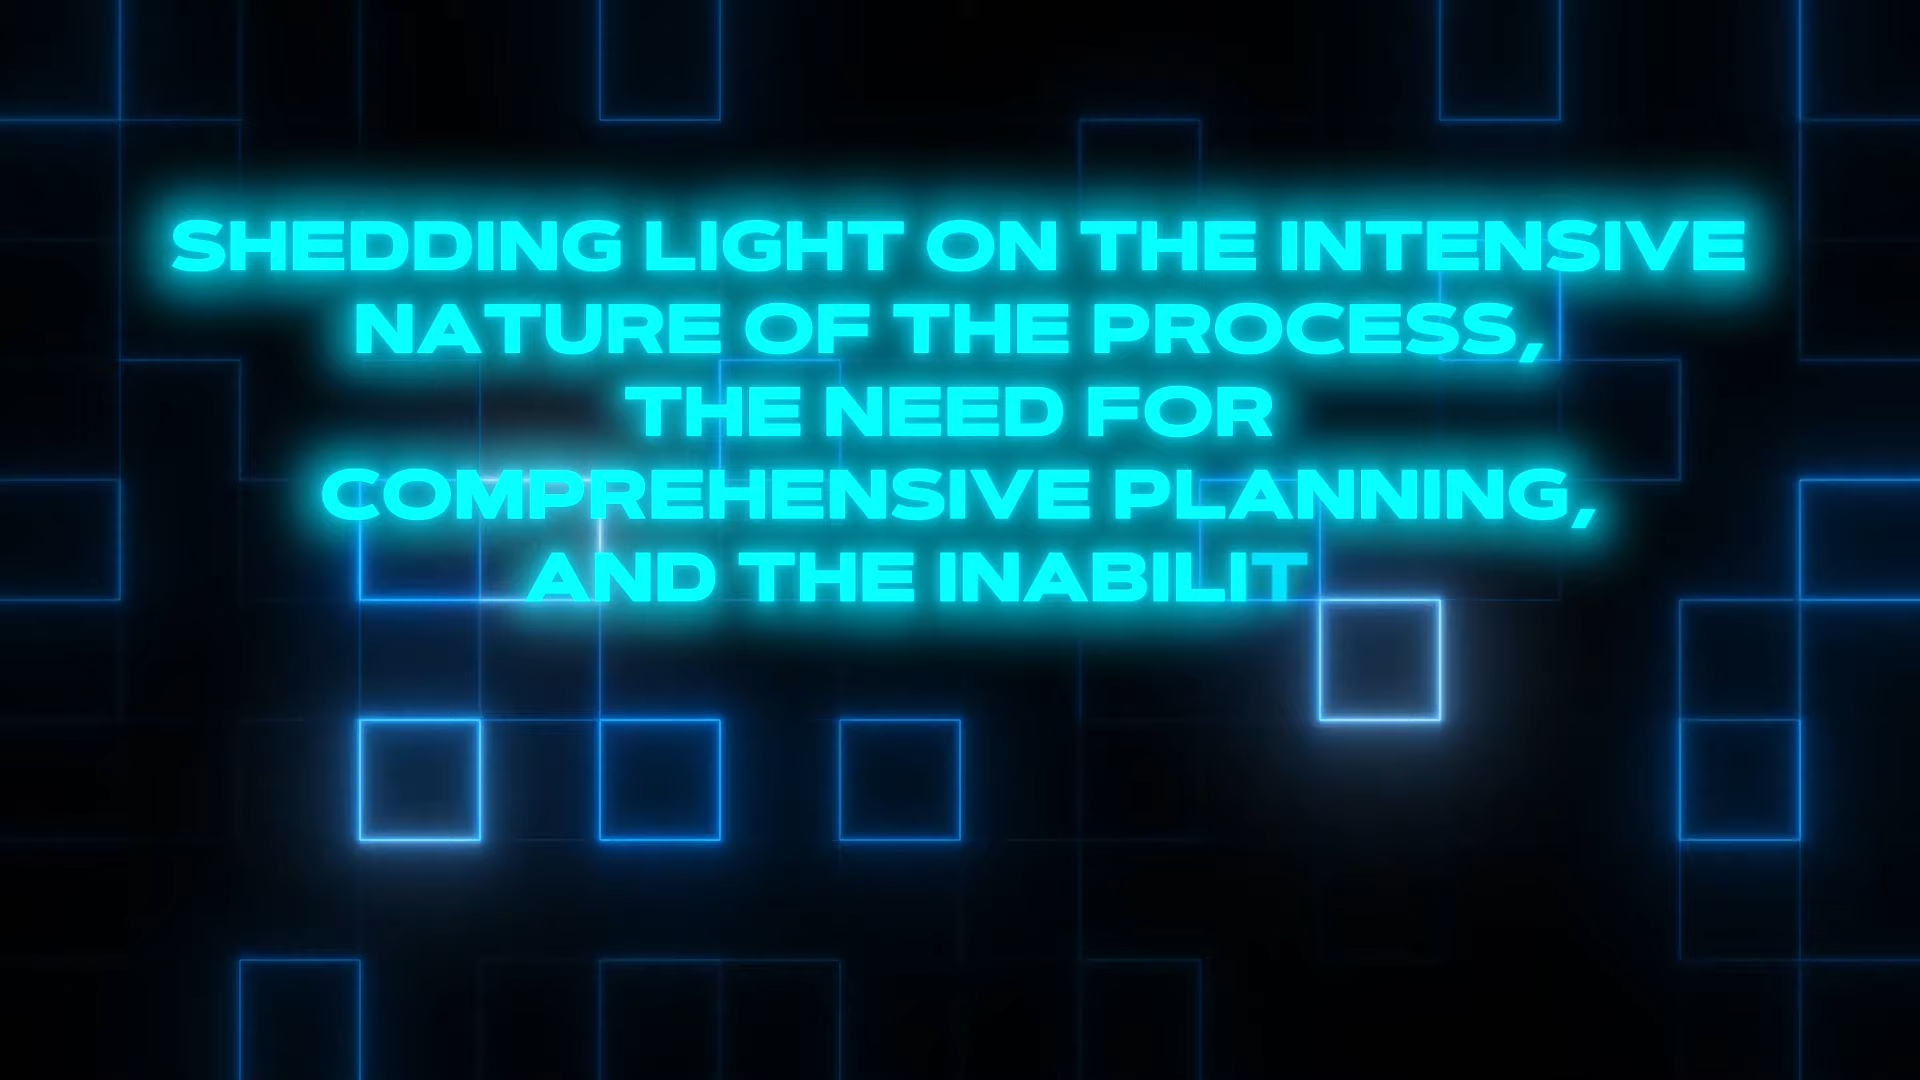 SHEDDING LIGHT ON THE INTENSIVE
NATURE OF THE PROCESS,
THE NEED FOR
COMPREHENSIVE PLANNING,
AND THE INABILIT